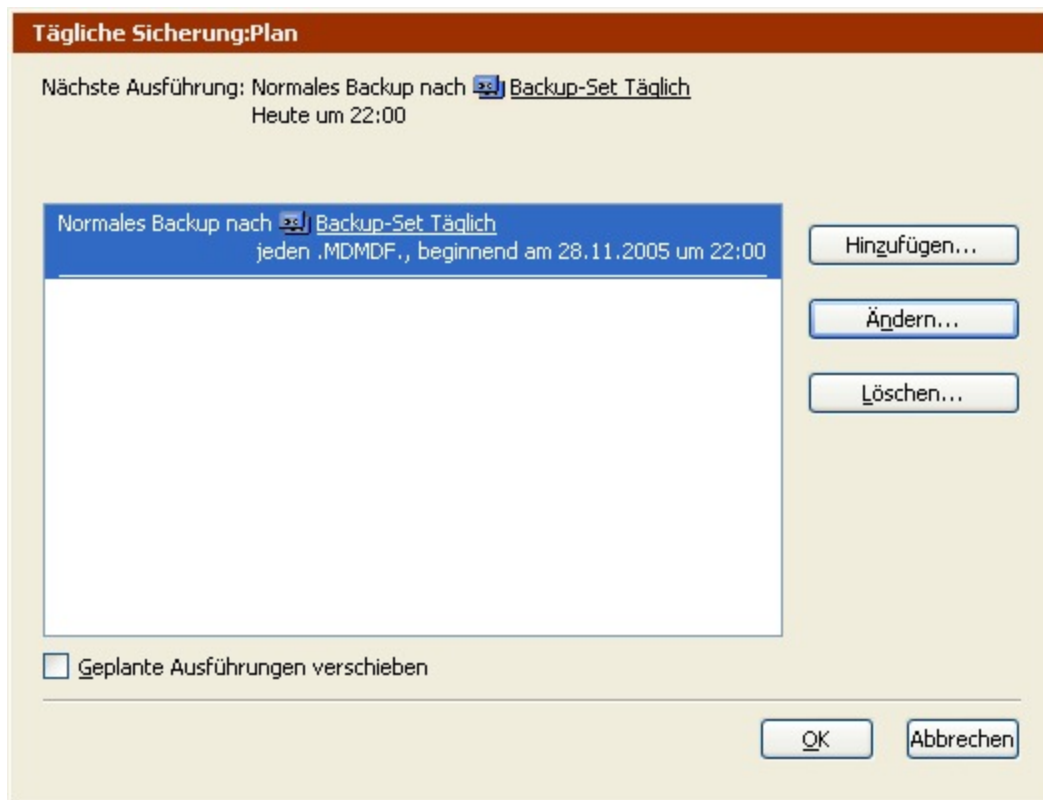 Tägliche Sicherung:Plan
Nächste Ausführung: Normales Backup nach Backup-Set Täglich
Heute um 22:00
Normales Backup nach Backup-Set Täglich
jeden .MDMDF., beginnend am 28.11.2005 um 22:00
Hinzufügen...
Ändern...
Löschen...
Geplante Ausführungen verschieben
OK
Abbrechen